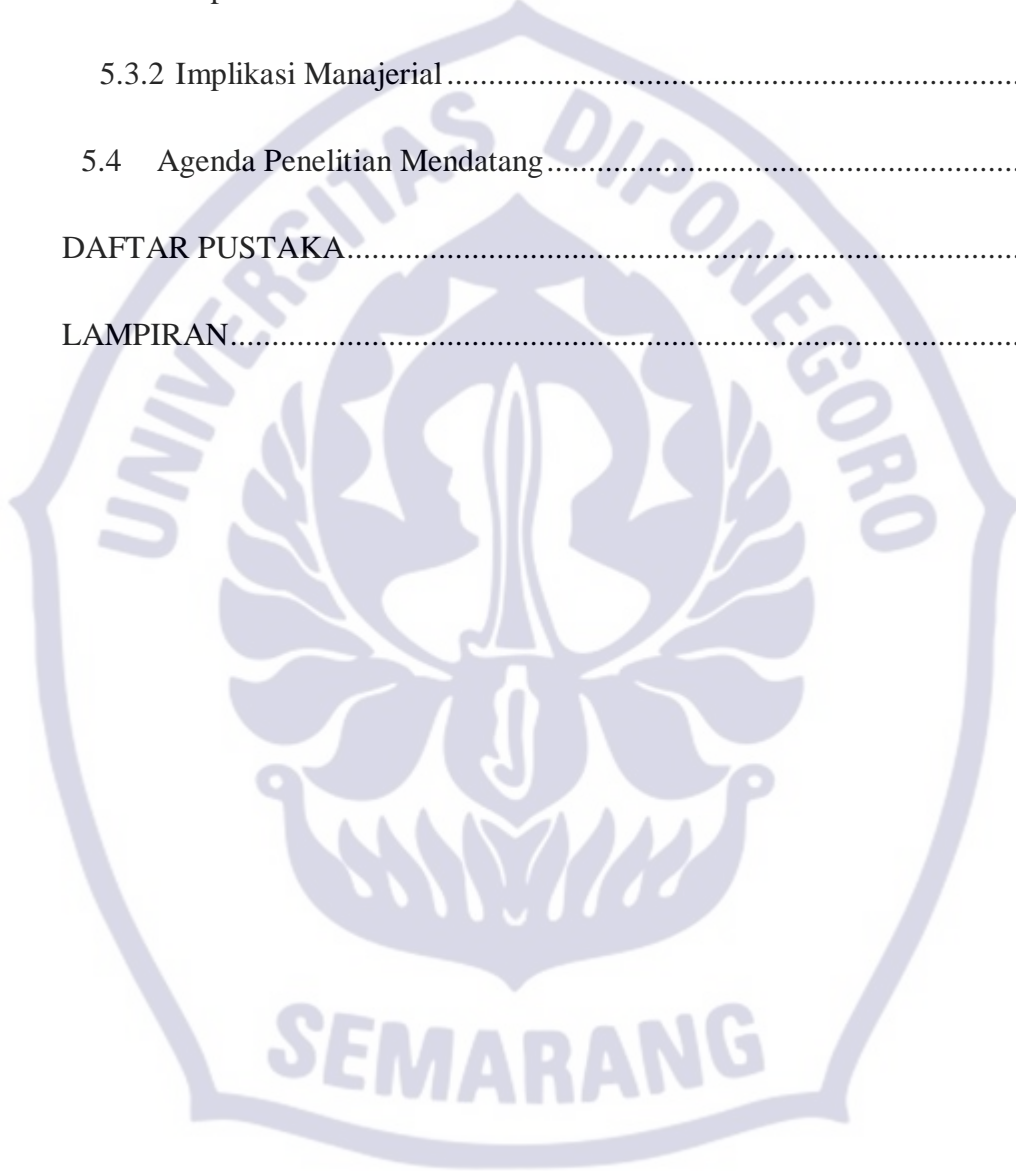 5.3.2 Implikasi Manajerial....................................................................
5.4 Agenda Penelitian Mendatang.........................................................
DAFTAR PUSTAKA................................................................................
LAMPIRAN..............................................................................................
UNIVERSITAS DIPONEGORO
SEMARANG